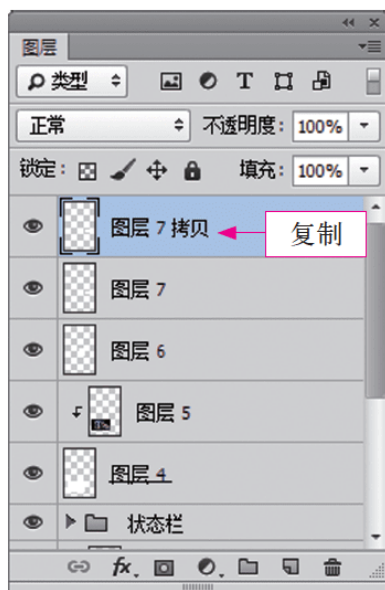 图层
类型
正常 不透明度: 100%
锁定: 填充: 100%
图层 7 拷贝 复制
图层 7
图层 6
图层 5
图层 4
状态栏
fx